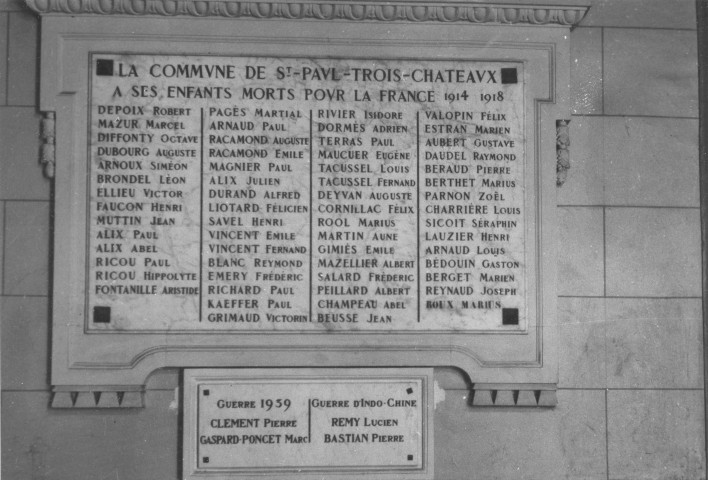 LA COMMVNE DE ST-PAVL-TROIS-CHATEAVX
A SES ENFANTS MORTS POVR LA FRANCE 1914 1918
DEPOIX ROBERT
MAZUR MARCEL
DIFFONTY OCTAVE
DUBOURG AUGUSTE
ARNOUX SIMÉON
BRONDEL LÉON
ELLIEU VICTOR
FAUCON HENRI
MUTTIN JEAN
ALIX PAUL
ALIX ABEL
RICOU PAUL
RICOU HIPPOLYTE
FONTANILLE ARISTIDE
PAGÈS MARTIAL
ARNAUD PAUL
RACAMOND AUGUSTE
RACAMOND EMILE
MAGNIER PAUL
ALIX JULIEN
DURAND ALFRED
LIOTARD FÉLICIEN
SAVEL HENRI
VINCENT EMILE
VINCENT FERNAND
BLANC REYMOND
EMERY FRÉDÉRIC
RICHARD PAUL
KAEFFER PAUL
GRIMAUD VICTORIN
RIVIER ISIDORE
DORMÈS ADRIEN
TERRAS PAUL
MAUCUER EUGÈNE
TACUSSEL LOUIS
TACUSSEL FERNAND
DEYVAN AUGUSTE
CORNILLAC FÉLIX
ROOL MARIUS
MARTIN AUNE
GIMIÉS EMILE
MAZELLIER ALBERT
SALARD FRÉDÉRIC
PEILLARD ALBERT
CHAMPEAU ABEL
BEUSSE JEAN
VALOPIN FÉLIX
ESTRAN MARIEN
AUBERT GUSTAVE
DAUDEL RAYMOND
BERAUD PIERRE
BERTHET MARIUS
PARNON ZOËL
CHARRIÈRE LOUIS
SICOIT SÉRAPHIN
LAUZIER HENRI
ARNAUD LOUIS
BÉDOUIN GASTON
BERGET MARIEN
REYNAUD JOSEPH
ROUX MARIUS
GUERRE 1939
CLEMENT PIERRE
GASPARD-PONCET MARC
GUERRE D'INDO-CHINE
REMY LUCIEN
BASTIAN PIERRE